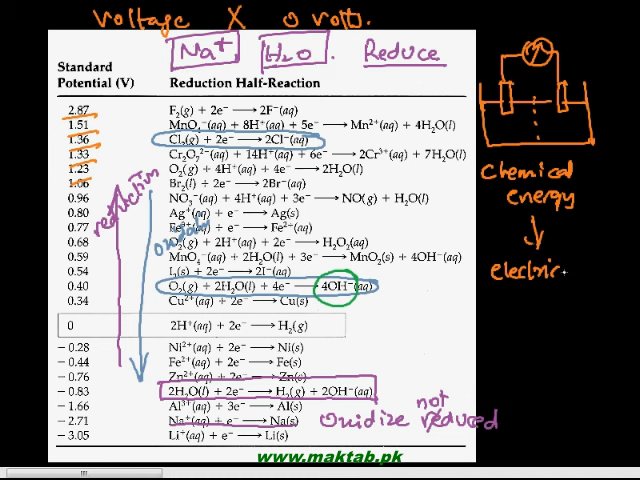 voltage X 0 volts.
Na⁺ H₂O. Reduce
Standard
Potential (V) Reduction Half-Reaction
2.87 F₂(g) + 2e⁻ ⟶ 2F⁻(aq)
1.51 MnO₄⁻(aq) + 8H⁺(aq) + 5e⁻ ⟶ Mn²⁺(aq) + 4H₂O(l)
1.36 Cl₂(g) + 2e⁻ ⟶ 2Cl⁻(aq)
1.33 Cr₂O₇²⁻(aq) + 14H⁺(aq) + 6e⁻ ⟶ 2Cr³⁺(aq) + 7H₂O(l)
1.23 O₂(g) + 4H⁺(aq) + 4e⁻ ⟶ 2H₂O(l)
1.06 Br₂(l) + 2e⁻ ⟶ 2Br⁻(aq)
0.96 NO₃⁻(aq) + 4H⁺(aq) + 3e⁻ ⟶ NO(g) + H₂O(l)
0.80 Ag⁺(aq) + e⁻ ⟶ Ag(s)
0.77 Fe³⁺(aq) + e⁻ ⟶ Fe²⁺(aq)
0.68 O₂(g) + 2H⁺(aq) + 2e⁻ ⟶ H₂O₂(aq)
0.59 MnO₄⁻(aq) + 2H₂O(l) + 3e⁻ ⟶ MnO₂(s) + 4OH⁻(aq)
0.54 I₂(s) + 2e⁻ ⟶ 2I⁻(aq)
0.40 O₂(g) + 2H₂O(l) + 4e⁻ ⟶ 4OH⁻(aq)
0.34 Cu²⁺(aq) + 2e⁻ ⟶ Cu(s)
0 2H⁺(aq) + 2e⁻ ⟶ H₂(g)
− 0.28 Ni²⁺(aq) + 2e⁻ ⟶ Ni(s)
− 0.44 Fe²⁺(aq) + 2e⁻ ⟶ Fe(s)
− 0.76 Zn²⁺(aq) + 2e⁻ ⟶ Zn(s)
− 0.83 2H₂O(l) + 2e⁻ ⟶ H₂(g) + 2OH⁻(aq)
− 1.66 Al³⁺(aq) + 3e⁻ ⟶ Al(s)
− 2.71 Na⁺(aq) + e⁻ ⟶ Na(s)
− 3.05 Li⁺(aq) + e⁻ ⟶ Li(s)
reduction
not
Oxidize reduced
Chemical
energy
electric
www.maktab.pk